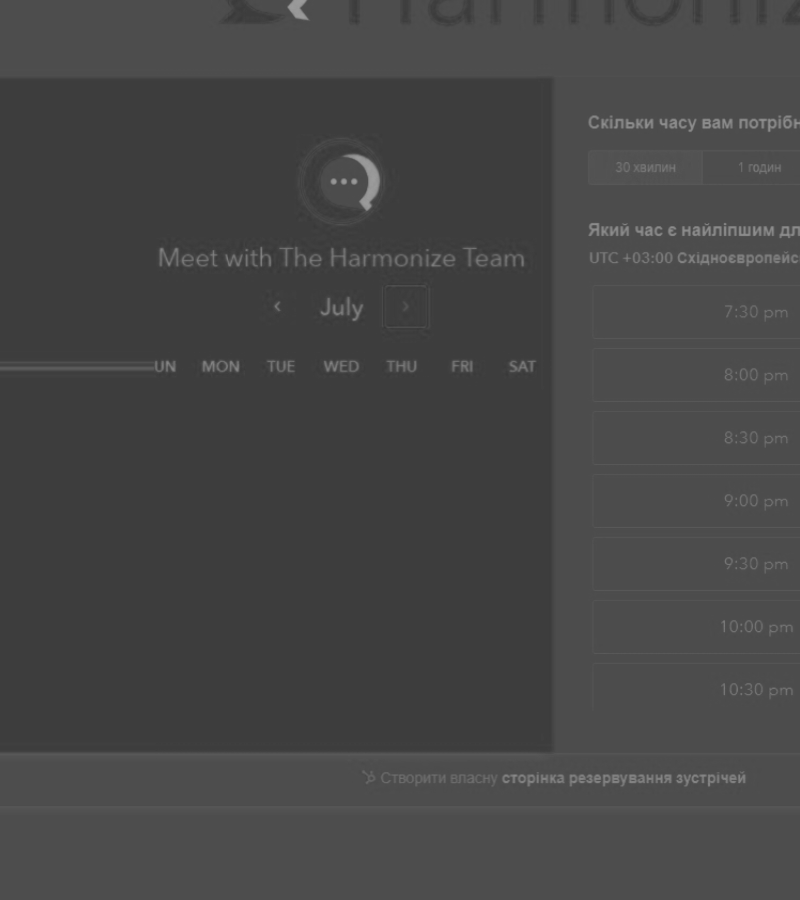 Harmoniz
Meet with The Harmonize Team
July
UN MON TUE WED THU FRI SAT
Скільки часу вам потрібн
30 хвилин 1 годин
Який час є найліпшим дл
UTC +03:00 Східноєвропейс
7:30 pm
8:00 pm
8:30 pm
9:00 pm
9:30 pm
10:00 pm
10:30 pm
Створити власну сторінка резервування зустрічей